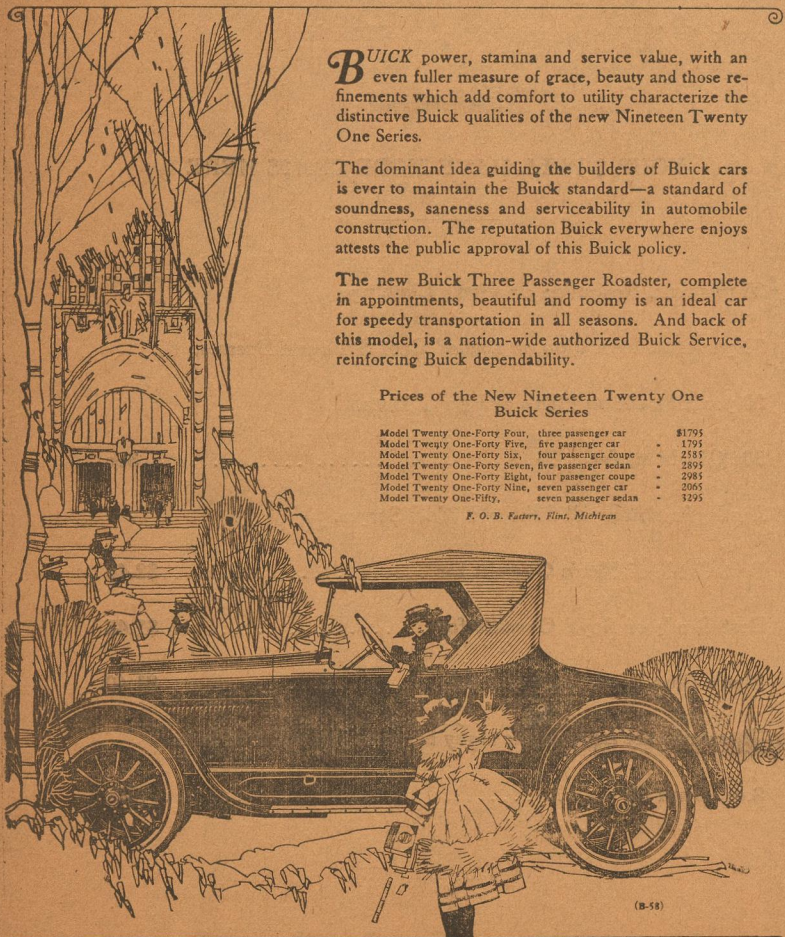 BUICK power, stamina and service value, with an
even fuller measure of grace, beauty and those re-
finements which add comfort to utility characterize the
distinctive Buick qualities of the new Nineteen Twenty
One Series.
The dominant idea guiding the builders of Buick cars
is ever to maintain the Buick standard—a standard of
soundness, saneness and serviceability in automobile
construction. The reputation Buick everywhere enjoys
attests the public approval of this Buick policy.
The new Buick Three Passenger Roadster, complete
in appointments, beautiful and roomy is an ideal car
for speedy transportation in all seasons. And back of
this model, is a nation-wide authorized Buick Service,
reinforcing Buick dependability.
Prices of the New Nineteen Twenty One
Buick Series
Model Twenty One-Forty Four, three passenger car $1795
Model Twenty One-Forty Five, five passenger car - 1795
Model Twenty One-Forty Six, four passenger coupe - 2585
Model Twenty One-Forty Seven, five passenger sedan - 2895
Model Twenty One-Forty Eight, four passenger coupe - 2985
Model Twenty One-Forty Nine, seven passenger car - 2065
Model Twenty One-Fifty, seven passenger sedan - 3295
F. O. B. Factory, Flint, Michigan
(B-58)